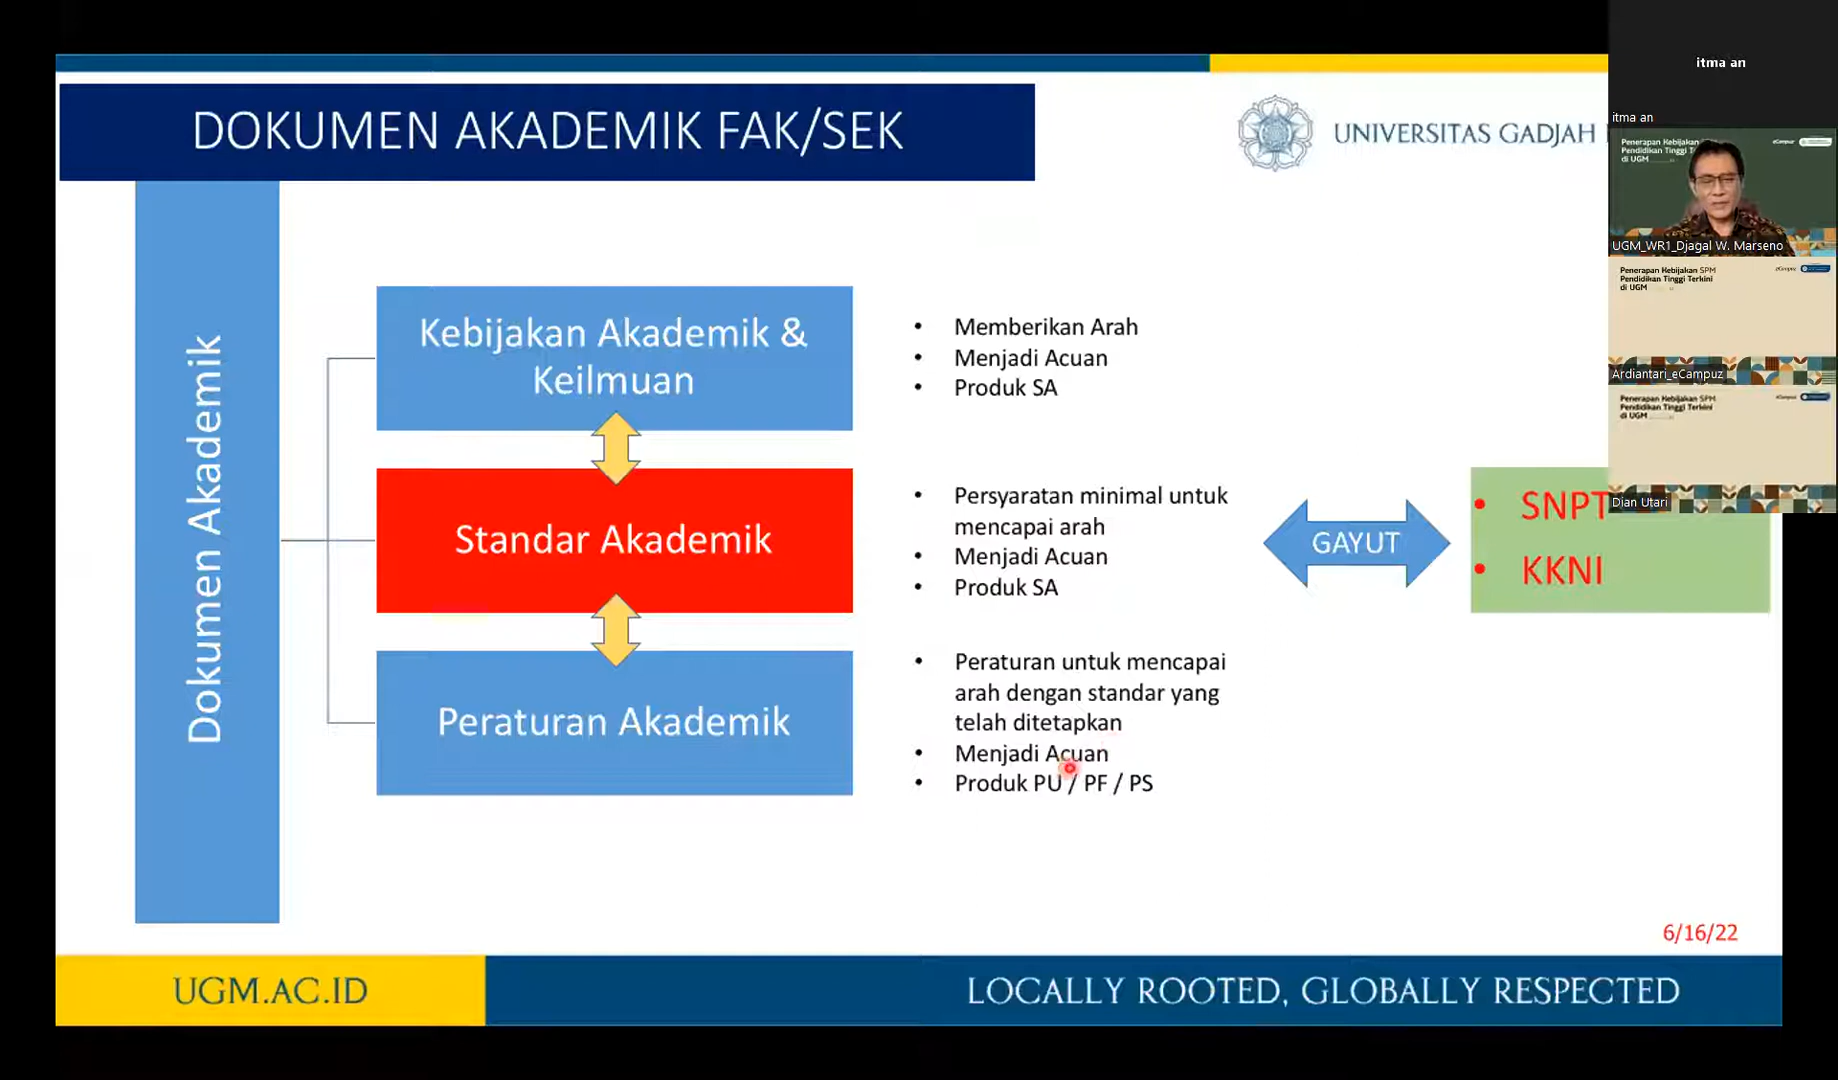 DOKUMEN AKADEMIK FAK/SEK
UNIVERSITAS GADJAH
Dokumen Akademik
Kebijakan Akademik &
Keilmuan
Standar Akademik
Peraturan Akademik
• Memberikan Arah
• Menjadi Acuan
• Produk SA
• Persyaratan minimal untuk
mencapai arah
• Menjadi Acuan
• Produk SA
• Peraturan untuk mencapai
arah dengan standar yang
telah ditetapkan
• Menjadi Acuan
• Produk PU / PF / PS
GAYUT
• SNPT
• KKNI
6/16/22
UGM.AC.ID
LOCALLY ROOTED, GLOBALLY RESPECTED
itma an
itma an
Penerapan Kebijakan
Pendidikan Tinggi
di UGM
eCampuz
UGM_WR1_Djagal W. Marseno
Penerapan Kebijakan SPM
Pendidikan Tinggi Terkini
di UGM
eCampuz
Ardiantari_eCampuz
Penerapan Kebijakan SPM
Pendidikan Tinggi Terkini
di UGM
eCampuz
Dian Utari